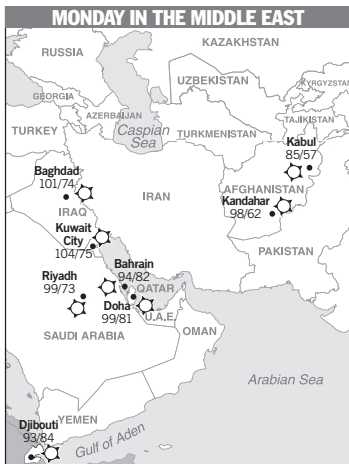 MONDAY IN THE MIDDLE EAST
KAZAKHSTAN
RUSSIA
UZBEKISTAN
KYRGYZSTAN
GEORGIA
AZERBAIJAN
TAJIKISTAN
TURKEY
Caspian
Sea
TURKMENISTAN
Kabul
85/57
Baghdad
101/74
IRAN
AFGHANISTAN
Kandahar
98/62
IRAQ
Kuwait
City
104/75
PAKISTAN
Bahrain
94/82
Riyadh
99/73
QATAR
Doha
99/81
U.A.E.
OMAN
SAUDI ARABIA
Arabian Sea
YEMEN
Djibouti
93/84
Gulf of Aden